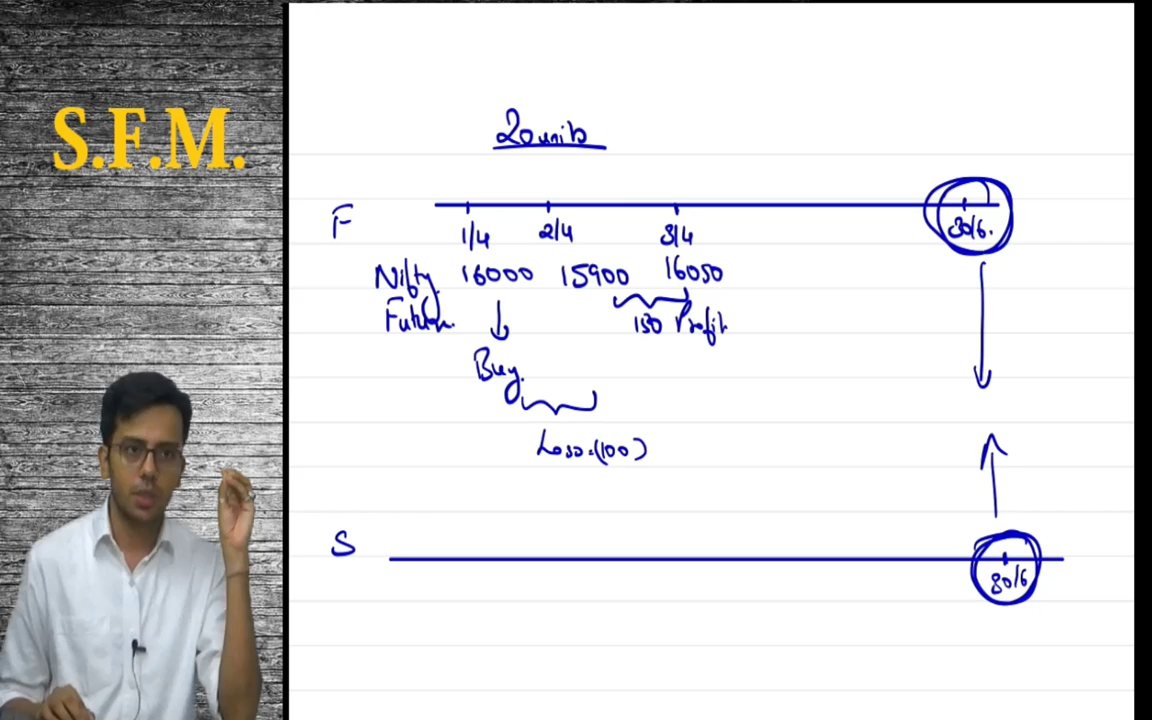 S.F.M.
20 units
F
1/4 2/4 3/4 30/6.
Nifty 16000 15900 16050
Future. 150 Profit
Buy.
Loss.(100)
S
30/6